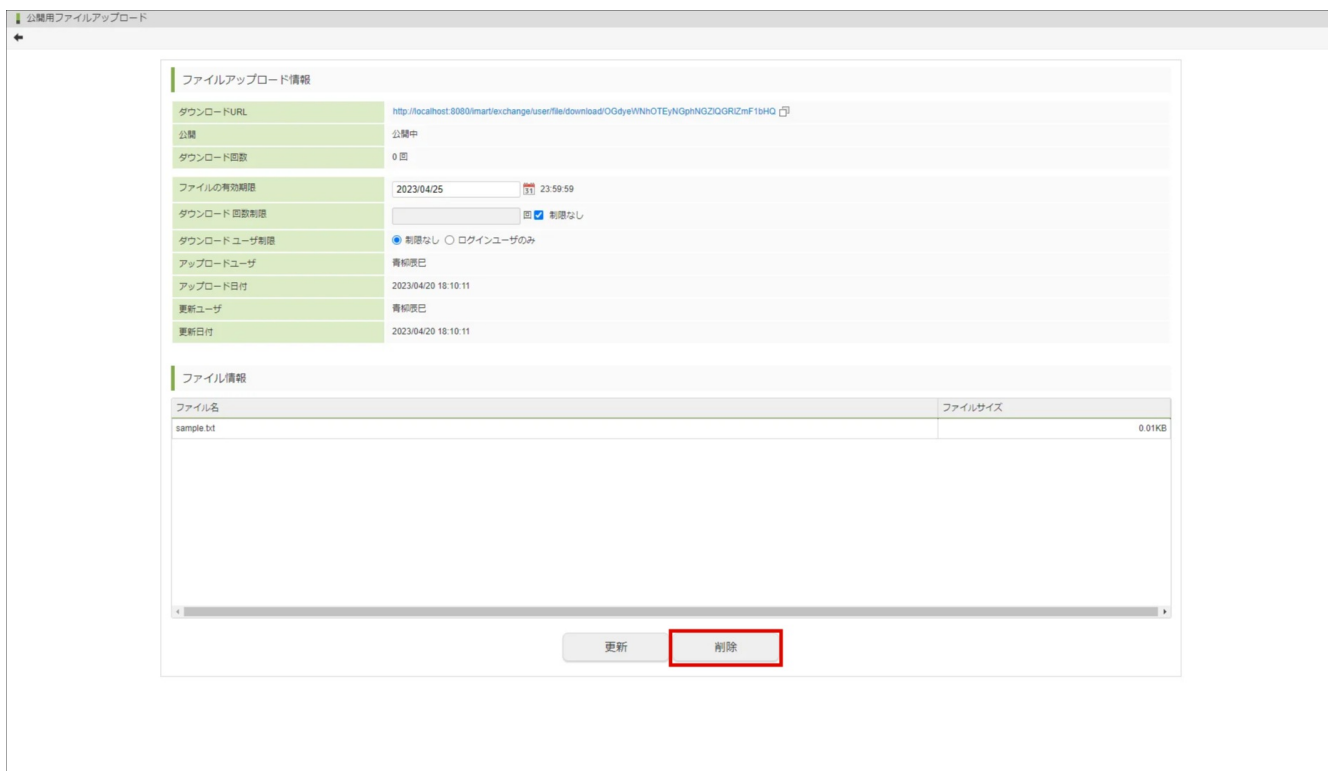 公開用ファイルアップロード
ファイルアップロード情報
ダウンロードURL http://localhost:8080/imart/exchange/user/file/download/OGdyeWNhOTEyNGphNGZlQGRlZmF1bHQ
公開 公開中
ダウンロード回数 0 回
ファイルの有効期限 2023/04/25 31 23:59:59
ダウンロード 回数制限 回 制限なし
ダウンロード ユーザ制限 制限なし ログインユーザのみ
アップロードユーザ 青柳辰巳
アップロード日付 2023/04/20 18:10:11
更新ユーザ 青柳辰巳
更新日付 2023/04/20 18:10:11
ファイル情報
ファイル名 ファイルサイズ
sample.txt 0.01KB
更新 削除